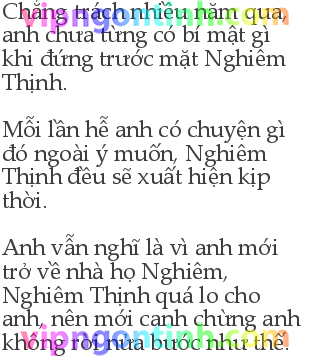 Chẳng trách nhiều năm qua,
anh chưa từng có bí mật gì
khi đứng trước mặt Nghiêm
Thịnh.
Mỗi lần hễ anh có chuyện gì
đó ngoài ý muốn, Nghiêm
Thịnh đều sẽ xuất hiện kịp
thời.
Anh vẫn nghĩ là vì anh mới
trở về nhà họ Nghiêm,
Nghiêm Thịnh quá lo cho
anh, nên mới canh chừng anh
không rời nửa bước như thế.
vipngontinh.com
vipngontinh.com